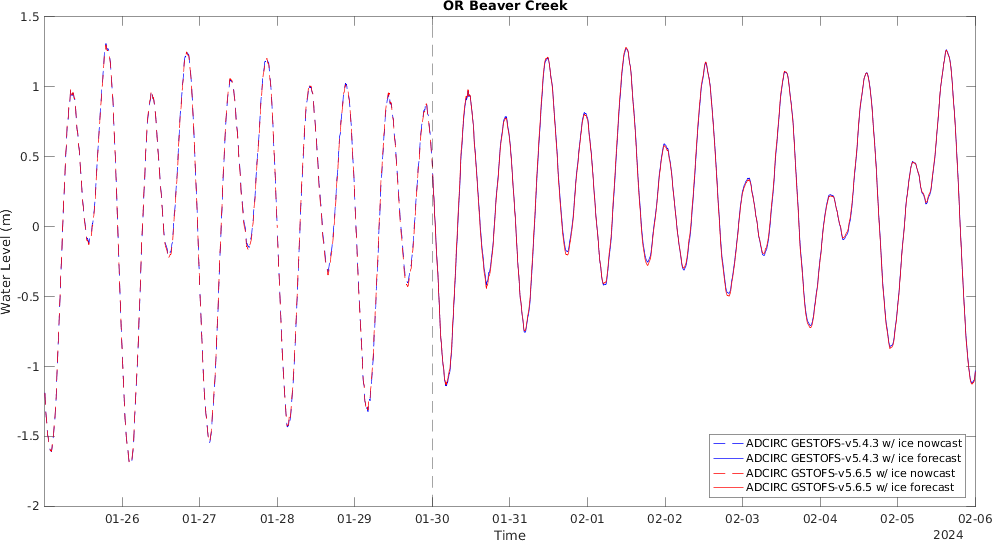 OR Beaver Creek
1.5
1
0.5
0
-0.5
-1
-1.5
-2
Water Level (m)
01-26 01-27 01-28 01-29 01-30 01-31 02-01 02-02 02-03 02-04 02-05 02-06
Time
2024
ADCIRC GESTOFS-v5.4.3 w/ ice nowcast
ADCIRC GESTOFS-v5.4.3 w/ ice forecast
ADCIRC GSTOFS-v5.6.5 w/ ice nowcast
ADCIRC GSTOFS-v5.6.5 w/ ice forecast